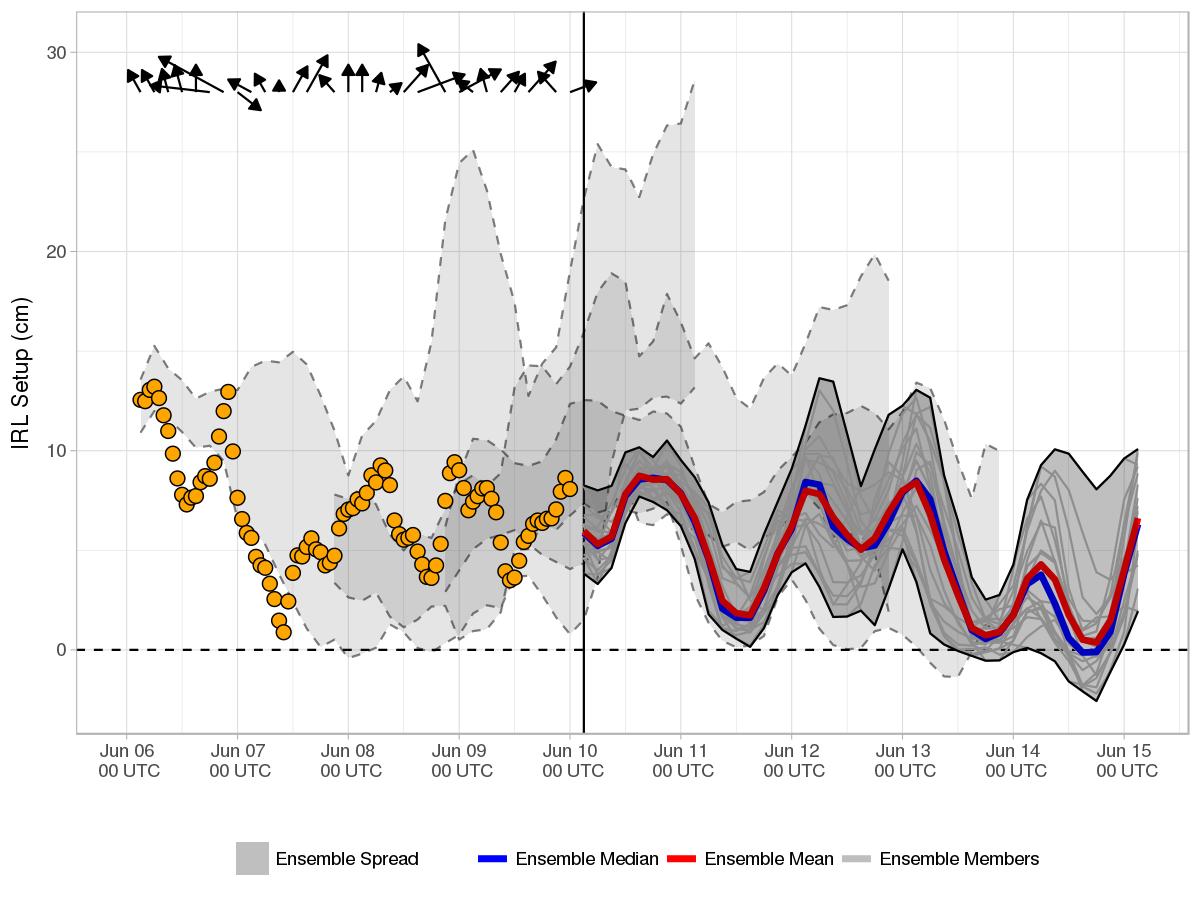 30
20
10
0
IRL Setup (cm)
Jun 06 Jun 07 Jun 08 Jun 09 Jun 10 Jun 11 Jun 12 Jun 13 Jun 14 Jun 15
00 UTC 00 UTC 00 UTC 00 UTC 00 UTC 00 UTC 00 UTC 00 UTC 00 UTC 00 UTC
Ensemble Spread Ensemble Median Ensemble Mean Ensemble Members